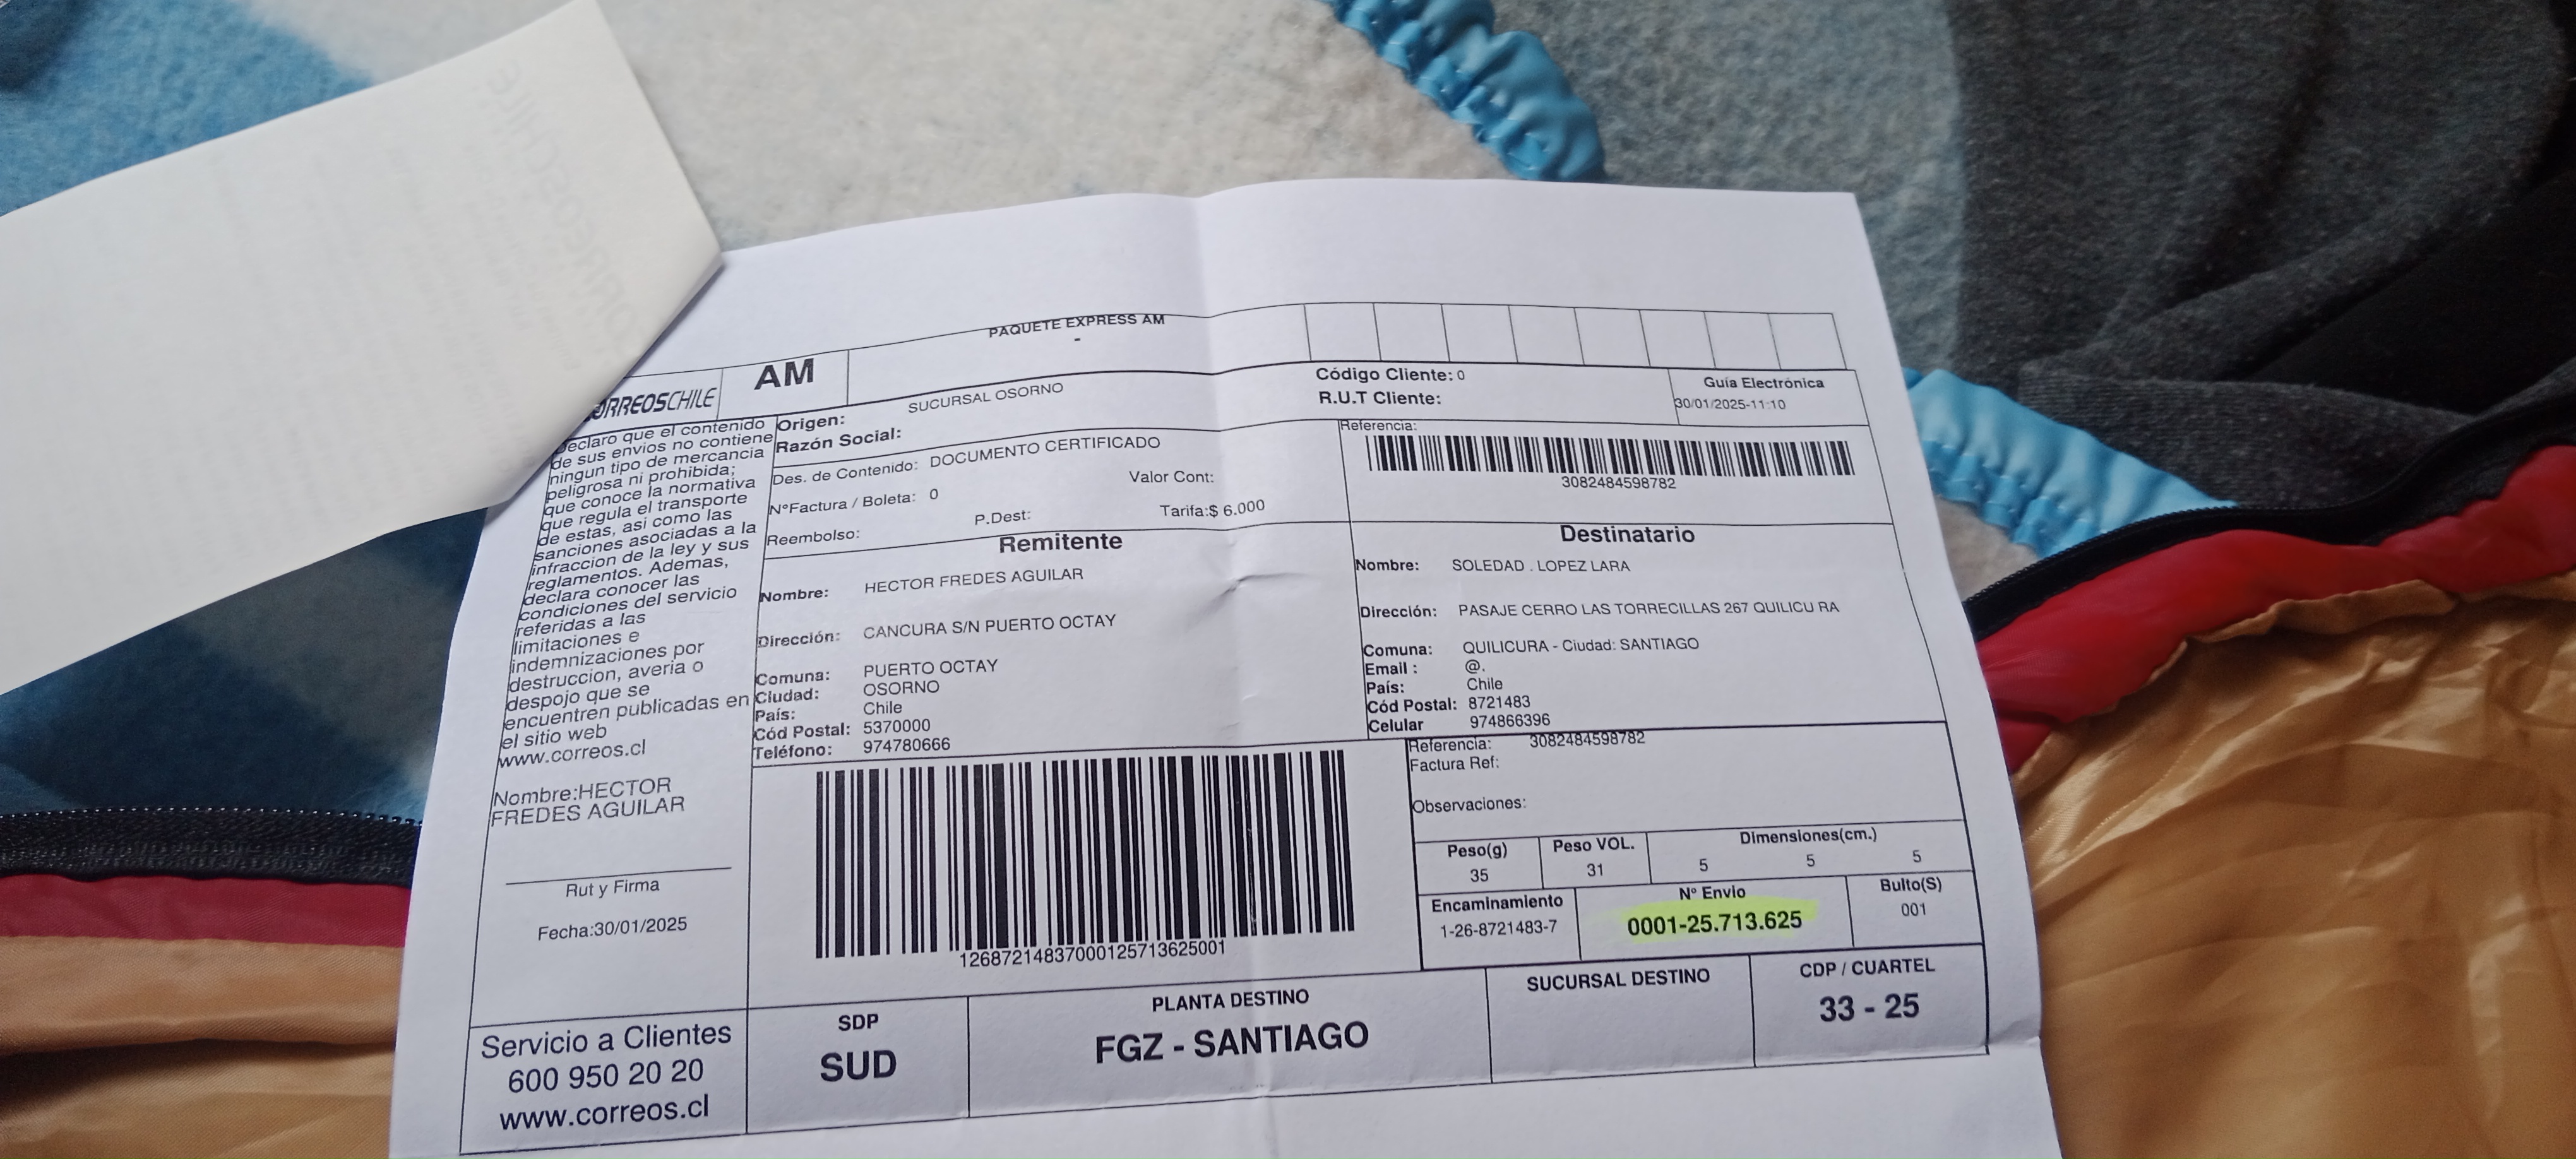 PAQUETE EXPRESS AM
-
ORREOSCHILE
AM
Origen: SUCURSAL OSORNO
Razón Social:
Código Cliente: 0
R.U.T Cliente:
Guía Electrónica
30/01/2025-11:10
eclaro que el contenido
de sus envios no contiene
ningun tipo de mercancia
peligrosa ni prohibida;
que conoce la normativa
que regula el transporte
de estas, asi como las
sanciones asociadas a la
infraccion de la ley y sus
reglamentos. Ademas,
declara conocer las
condiciones del servicio
referidas a las
limitaciones e
indemnizaciones por
destruccion, averia o
despojo que se
encuentren publicadas en
el sitio web
www.correos.cl
Nombre:HECTOR
FREDES AGUILAR
Rut y Firma
Fecha:30/01/2025
Des. de Contenido: DOCUMENTO CERTIFICADO
Valor Cont:
N°Factura / Boleta: 0
P.Dest:
Tarifa:$ 6.000
Reembolso:
Referencia:
3082484598782
Remitente
Nombre: HECTOR FREDES AGUILAR
Dirección: CANCURA S/N PUERTO OCTAY
Comuna: PUERTO OCTAY
Ciudad: OSORNO
País: Chile
Cód Postal: 5370000
Teléfono: 974780666
Destinatario
Nombre: SOLEDAD . LOPEZ LARA
Dirección: PASAJE CERRO LAS TORRECILLAS 267 QUILICU RA
Comuna: QUILICURA - Ciudad: SANTIAGO
Email : @.
País: Chile
Cód Postal: 8721483
Celular 974866396
12687214837000125713625001
Referencia: 3082484598782
Factura Ref:
Observaciones:
Peso(g)
35
Peso VOL.
31
Dimensiones(cm.)
5 5 5
Encaminamiento
1-26-8721483-7
N° Envio
0001-25.713.625
Bulto(S)
001
Servicio a Clientes
600 950 20 20
www.correos.cl
SDP
SUD
PLANTA DESTINO
FGZ - SANTIAGO
SUCURSAL DESTINO
CDP / CUARTEL
33 - 25